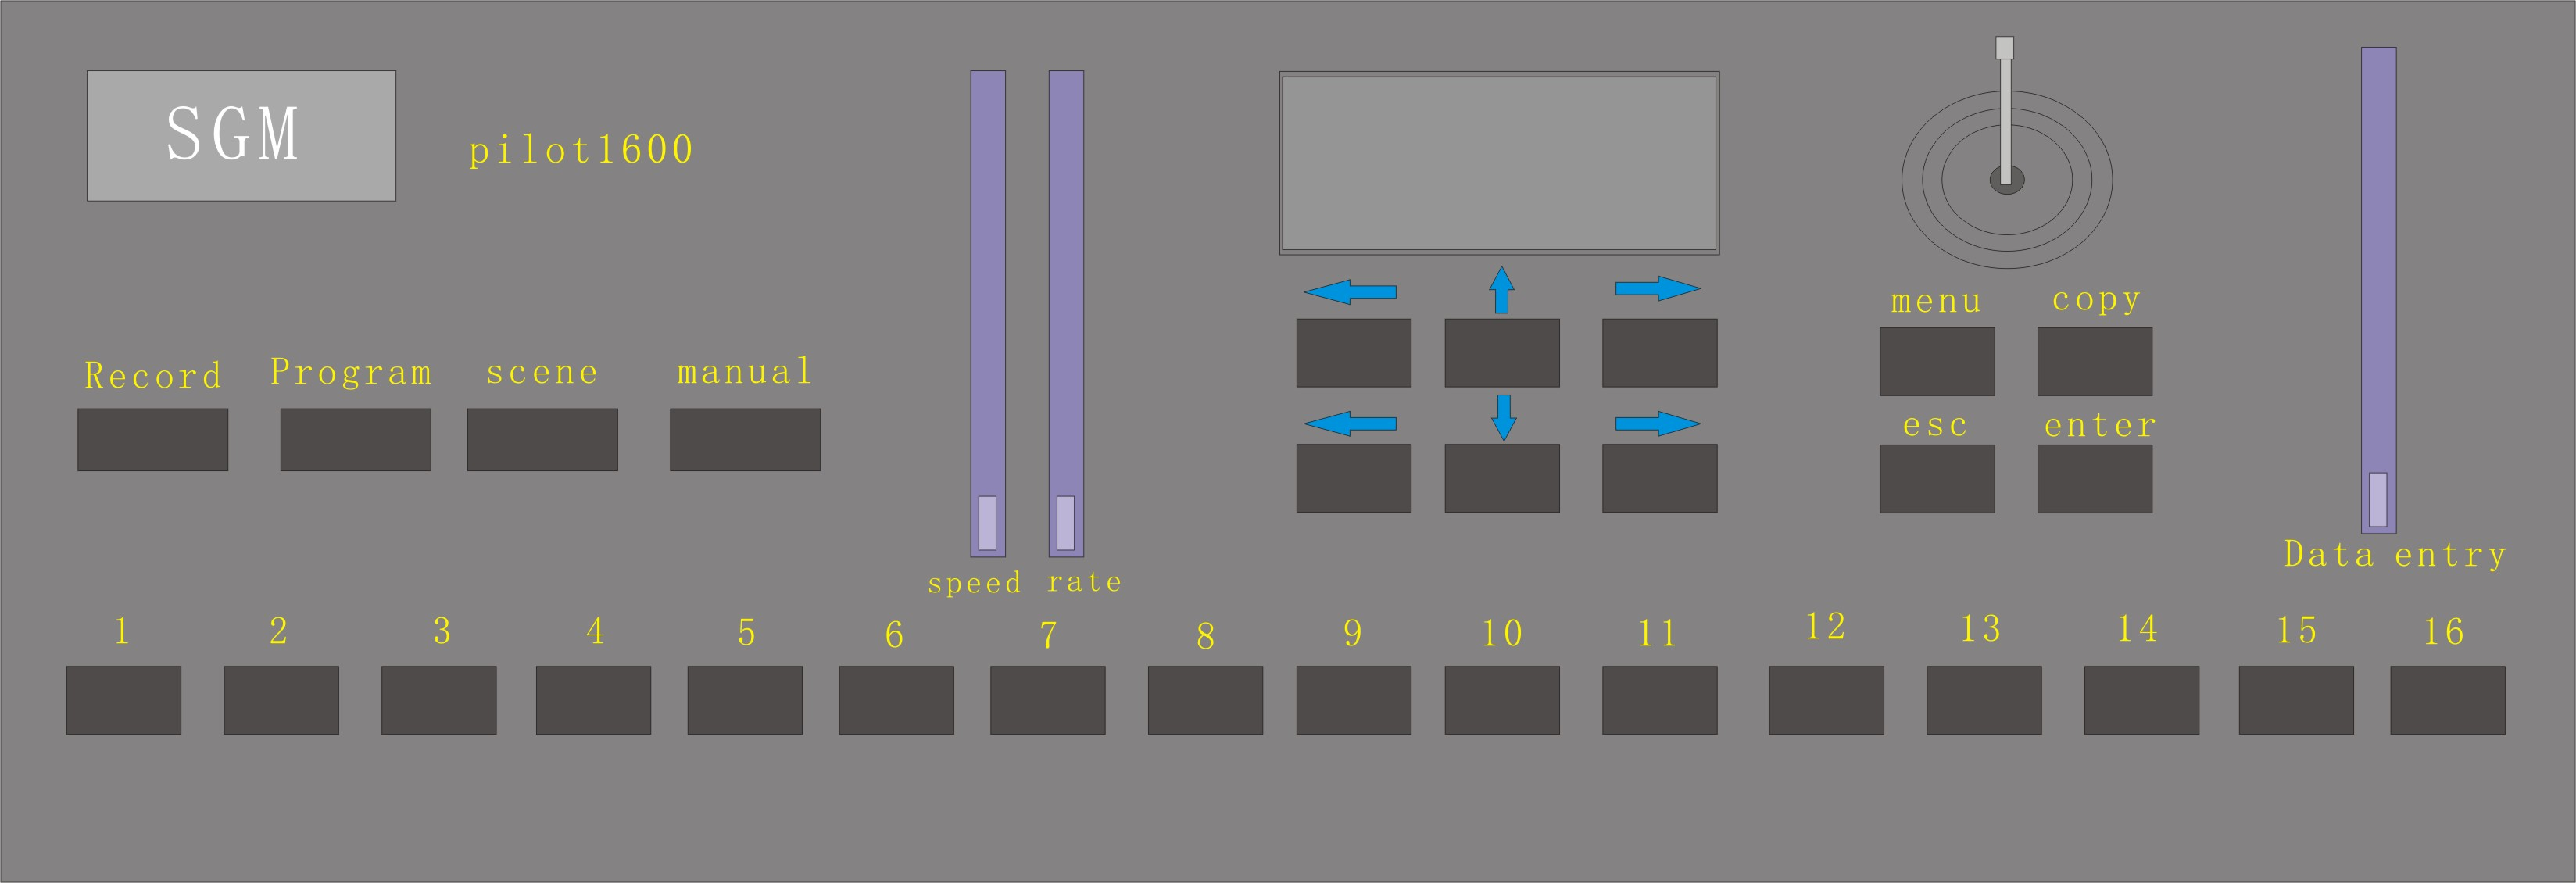 SGM
pilot1600
menu copy
Record Program scene manual
esc enter
Data entry
speed rate
1 2 3 4 5 6 7 8 9 10 11 12 13 14 15 16